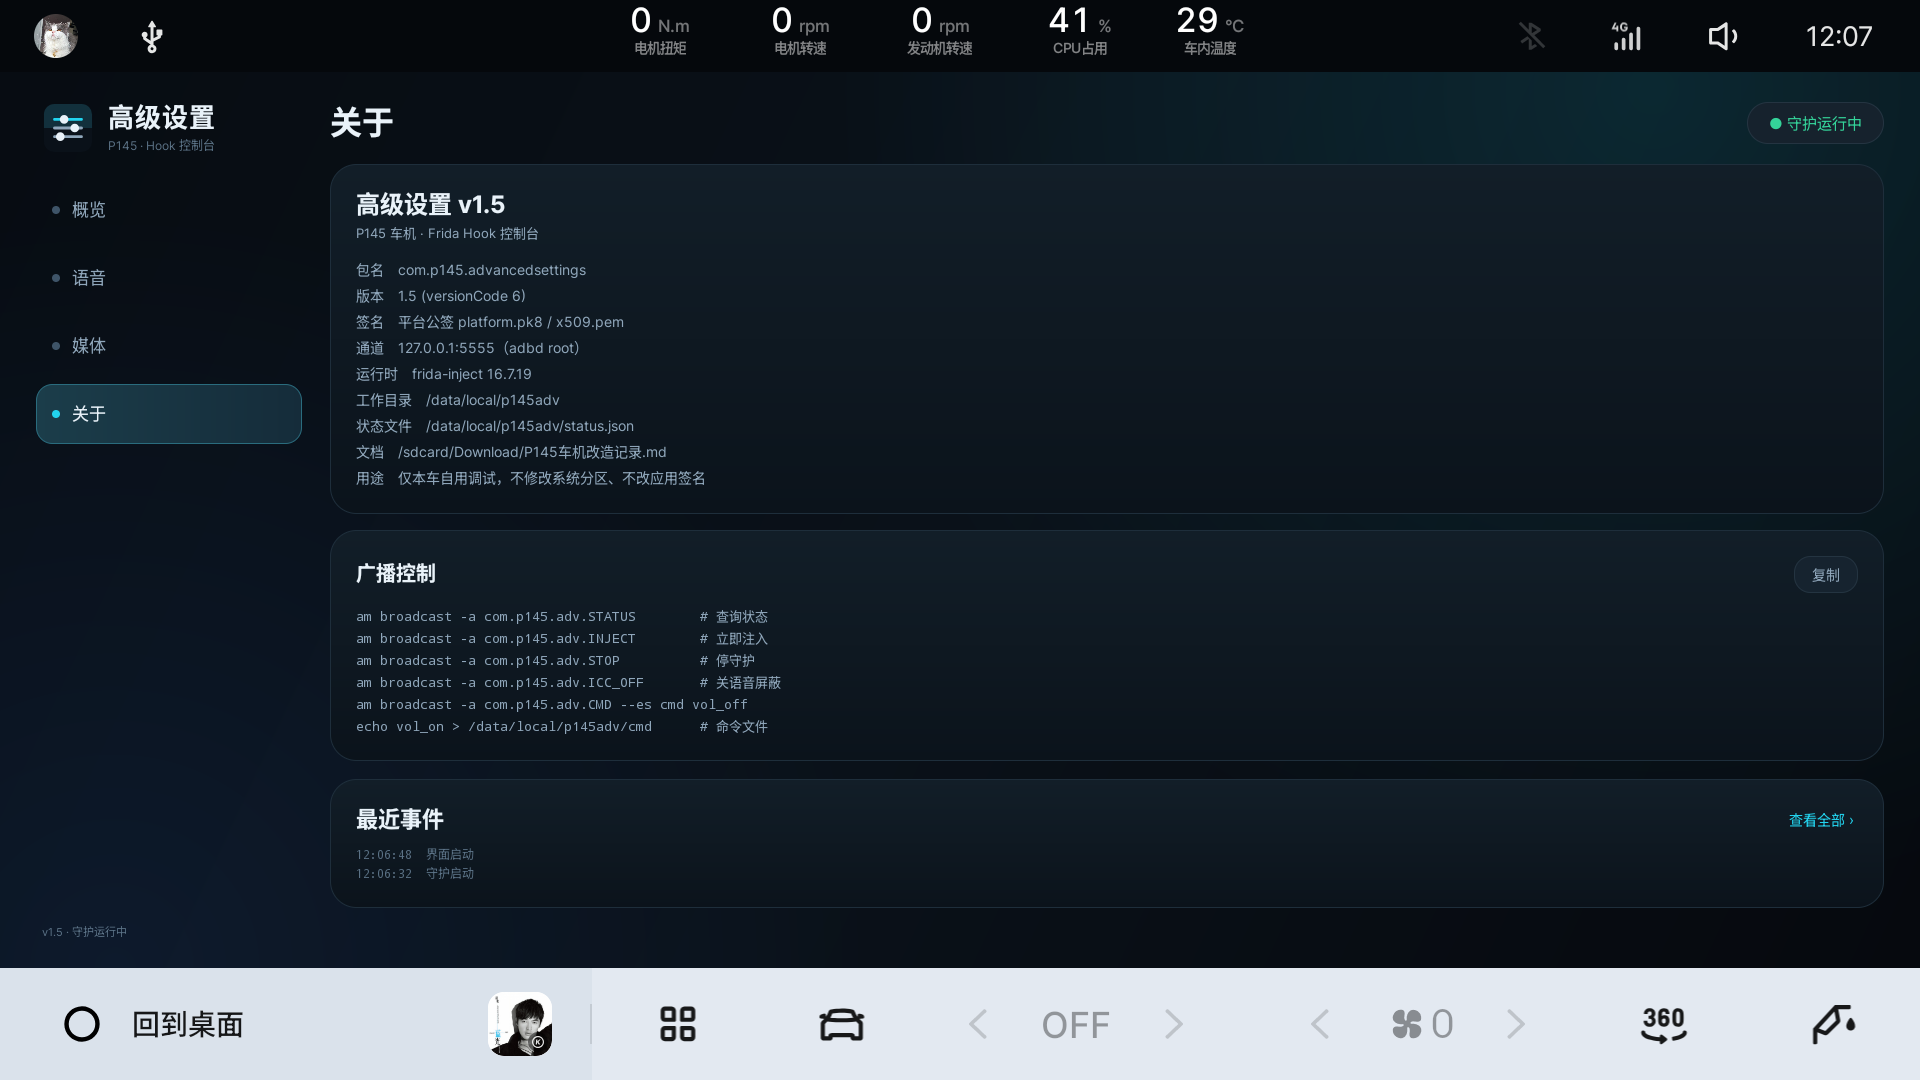 0 N.m
电机扭矩
0 rpm
电机转速
0 rpm
发动机转速
41 %
CPU占用
29 °C
车内温度
4G
12:07
高级设置
P145 · Hook 控制台
概览
语音
媒体
关于
v1.5 · 守护运行中
关于
守护运行中
高级设置 v1.5
P145 车机 · Frida Hook 控制台
包名 com.p145.advancedsettings
版本 1.5 (versionCode 6)
签名 平台公签 platform.pk8 / x509.pem
通道 127.0.0.1:5555（adbd root）
运行时 frida-inject 16.7.19
工作目录 /data/local/p145adv
状态文件 /data/local/p145adv/status.json
文档 /sdcard/Download/P145车机改造记录.md
用途 仅本车自用调试，不修改系统分区、不改应用签名
广播控制
复制
am broadcast -a com.p145.adv.STATUS # 查询状态
am broadcast -a com.p145.adv.INJECT # 立即注入
am broadcast -a com.p145.adv.STOP # 停守护
am broadcast -a com.p145.adv.ICC_OFF # 关语音屏蔽
am broadcast -a com.p145.adv.CMD --es cmd vol_off
echo vol_on > /data/local/p145adv/cmd # 命令文件
最近事件
查看全部 ›
12:06:48 界面启动
12:06:32 守护启动
回到桌面
K
OFF
0
360